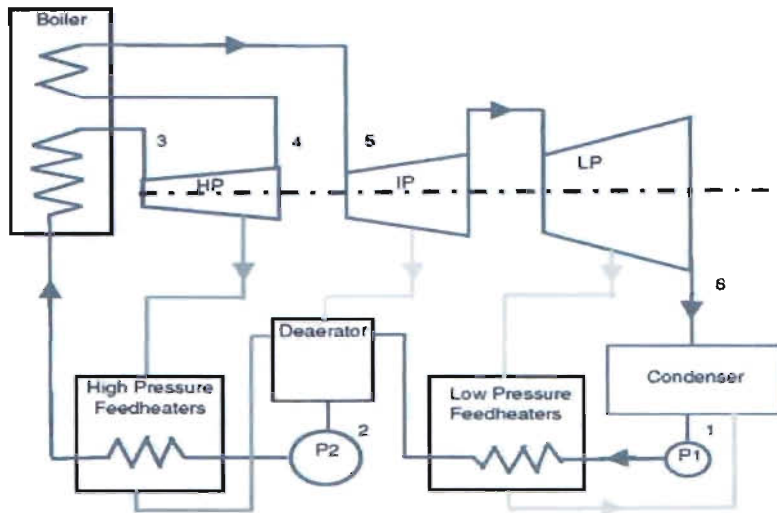 Boiler
3
4
5
HP
IP
LP
6
Deaerator
High Pressure
Feedheaters
Low Pressure
Feedheaters
Condenser
P2
2
P1
1